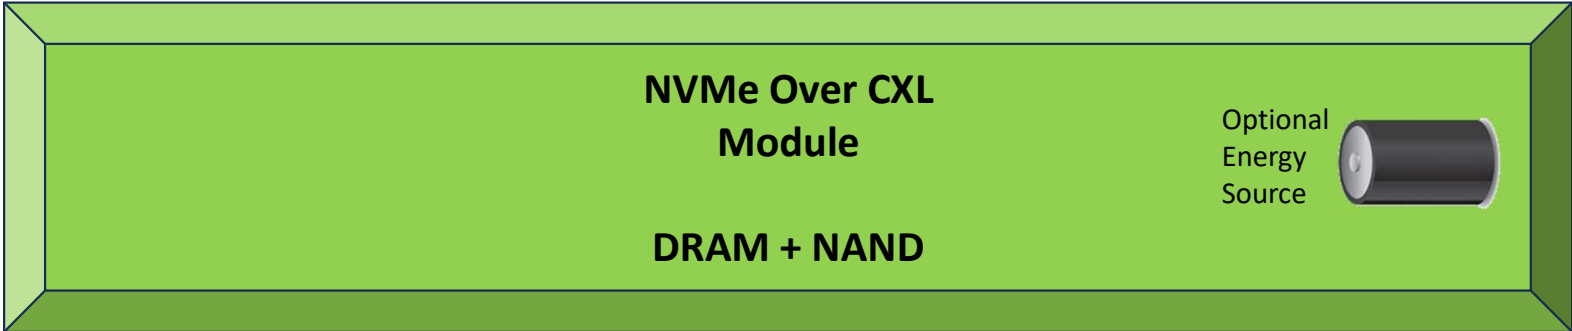 NVMe Over CXL
Module
DRAM + NAND
Optional
Energy
Source